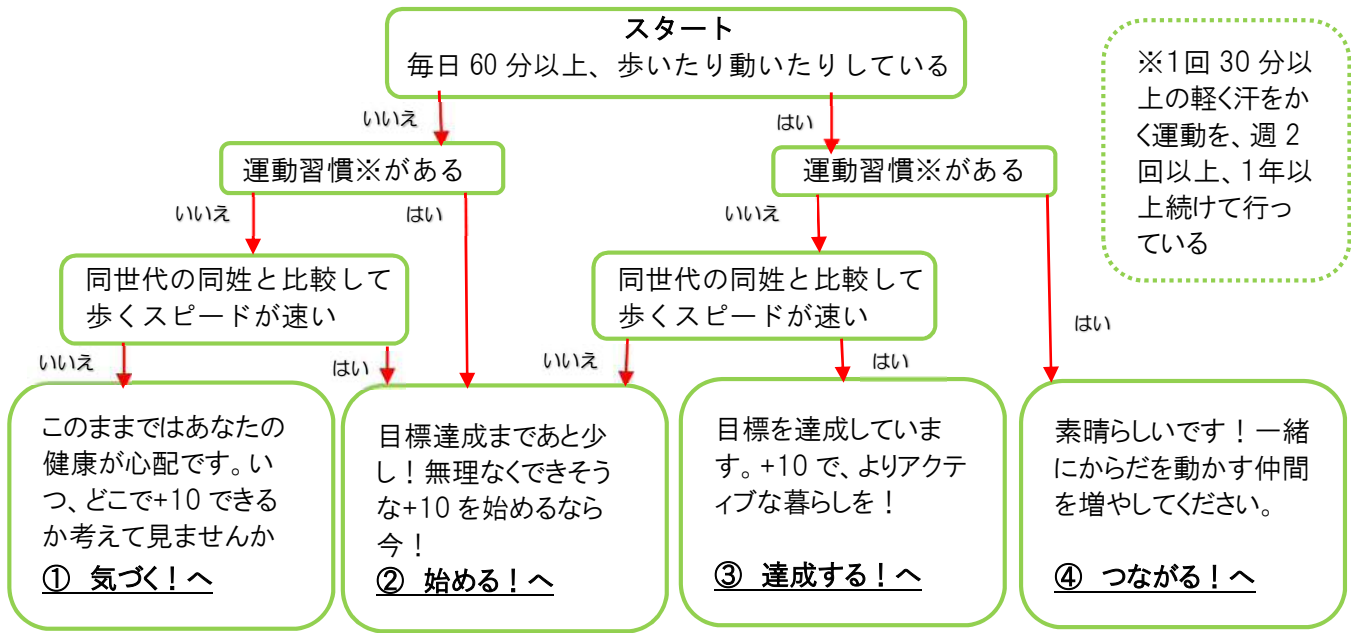 スタート
毎日 60 分以上、歩いたり動いたりしている
※1回 30 分以
上の軽く汗をか
く運動を、週 2
回以上、1年以
上続けて行っ
ている
いいえ
はい
運動習慣※がある
運動習慣※がある
いいえ
はい
いいえ
はい
同世代の同姓と比較して
歩くスピードが速い
同世代の同姓と比較して
歩くスピードが速い
いいえ
はい
いいえ
はい
このままではあなたの
健康が心配です。い
つ、どこで+10 できる
か考えて見ませんか
① 気づく！へ
目標達成まであと少
し！無理なくできそう
な+10 を始めるなら
今！
② 始める！へ
目標を達成していま
す。+10 で、よりアクテ
ィブな暮らしを！
③ 達成する！へ
素晴らしいです！一緒
にからだを動かす仲間
を増やしてください。
④ つながる！へ